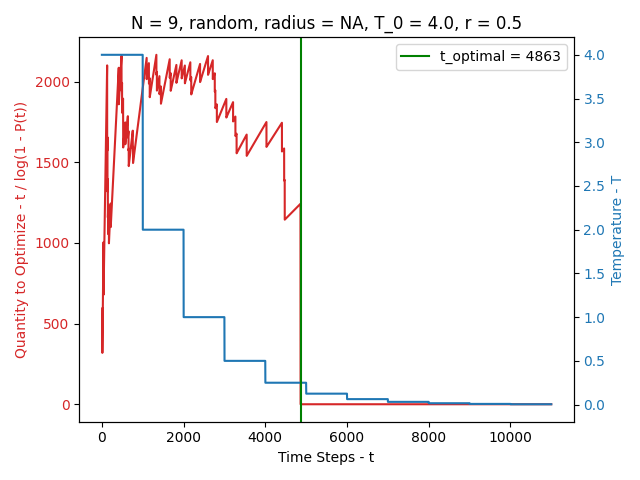 N = 9, random, radius = NA, T_0 = 4.0, r = 0.5
t_optimal = 4863
Quantity to Optimize - t / log(1 - P(t))
2000
1500
1000
500
0
4.0
3.5
3.0
2.5
2.0
1.5
1.0
0.5
0.0
Temperature - T
0 2000 4000 6000 8000 10000
Time Steps - t